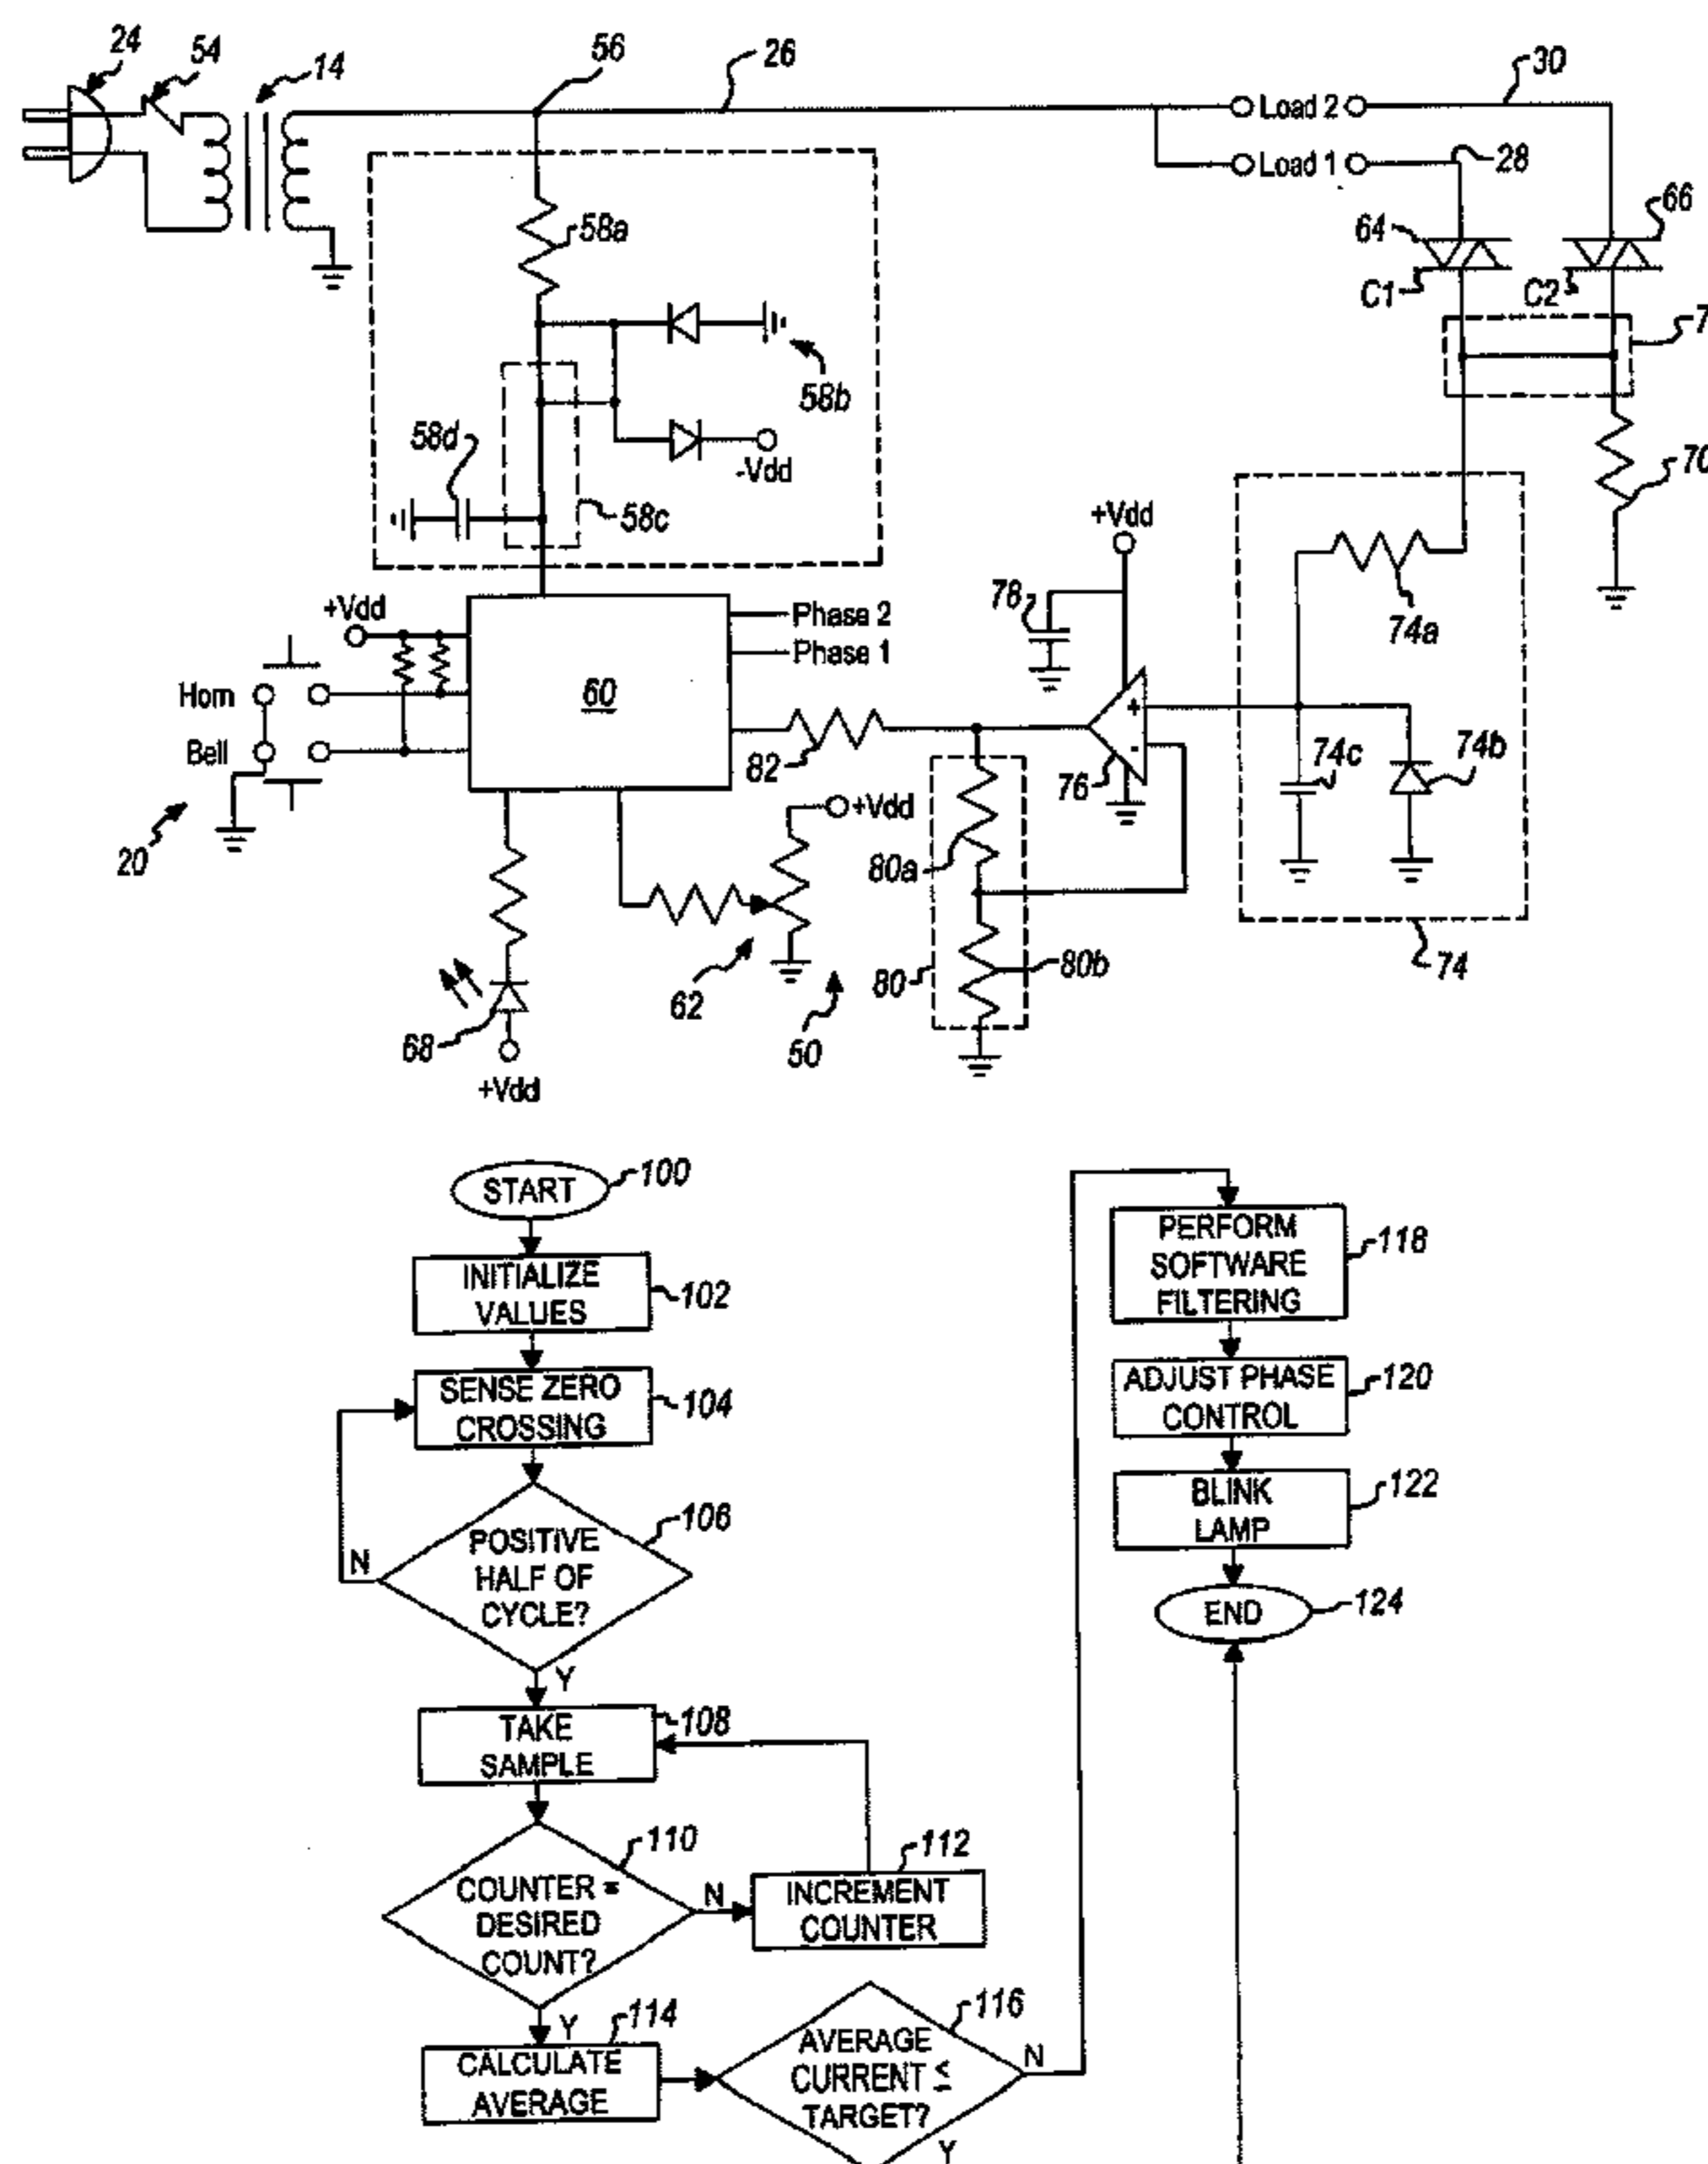 24
54
14
56
26
Load 2
30
Load 1
28
58a
64
66
C1
C2
7
58b
58d
-Vdd
58c
70
+Vdd
78
74a
+Vdd
Phase 2
Phase 1
Horn
60
Bell
82
+
-
76
74c
74b
20
+Vdd
80a
62
80
80b
74
68
50
+Vdd
START
100
INITIALIZE
VALUES
102
SENSE ZERO
CROSSING
104
POSITIVE
HALF OF
CYCLE?
106
N
Y
TAKE
SAMPLE
108
COUNTER =
DESIRED
COUNT?
110
N
INCREMENT
COUNTER
112
Y
CALCULATE
AVERAGE
114
AVERAGE
CURRENT ≤
TARGET?
116
N
Y
PERFORM
SOFTWARE
FILTERING
118
ADJUST PHASE
CONTROL
120
BLINK
LAMP
122
END
124